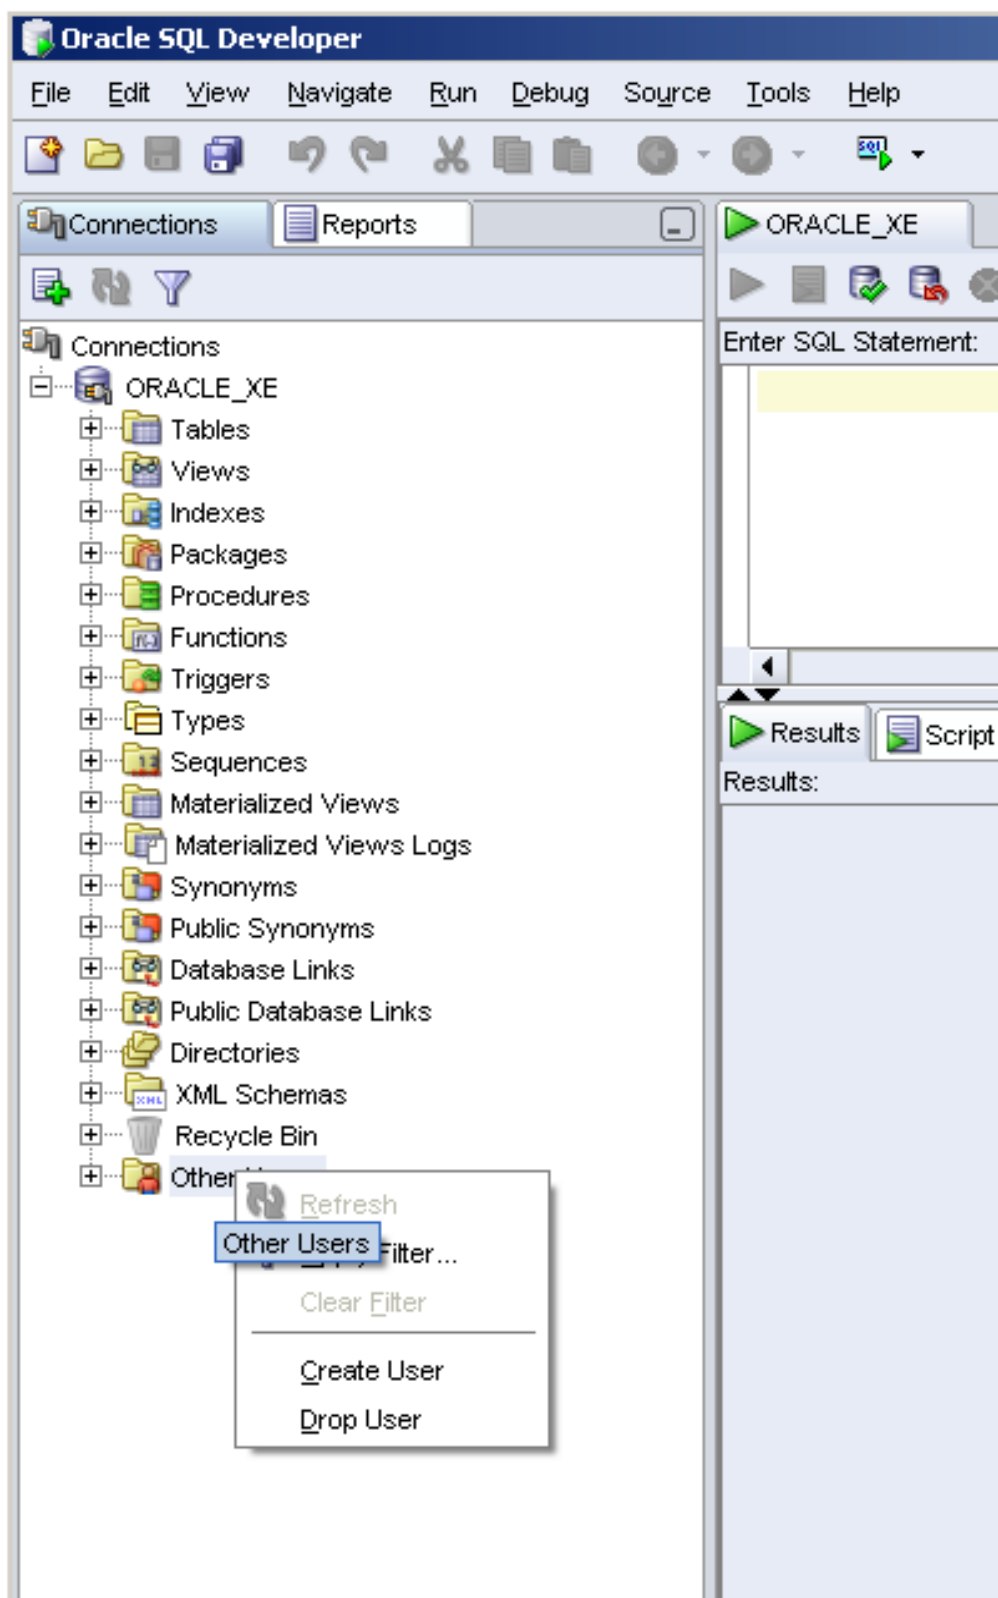 Oracle SQL Developer
File Edit View Navigate Run Debug Source Tools Help
SQL
Connections Reports ORACLE_XE
Enter SQL Statement:
Connections
ORACLE_XE
Tables
Views
Indexes
Packages
Procedures
Functions
Triggers
Types
Sequences
Materialized Views
Materialized Views Logs
Synonyms
Public Synonyms
Database Links
Public Database Links
Directories
XML Schemas
Recycle Bin
Other
Refresh
Other Users
Filter...
Clear Filter
Create User
Drop User
Results Script
Results: